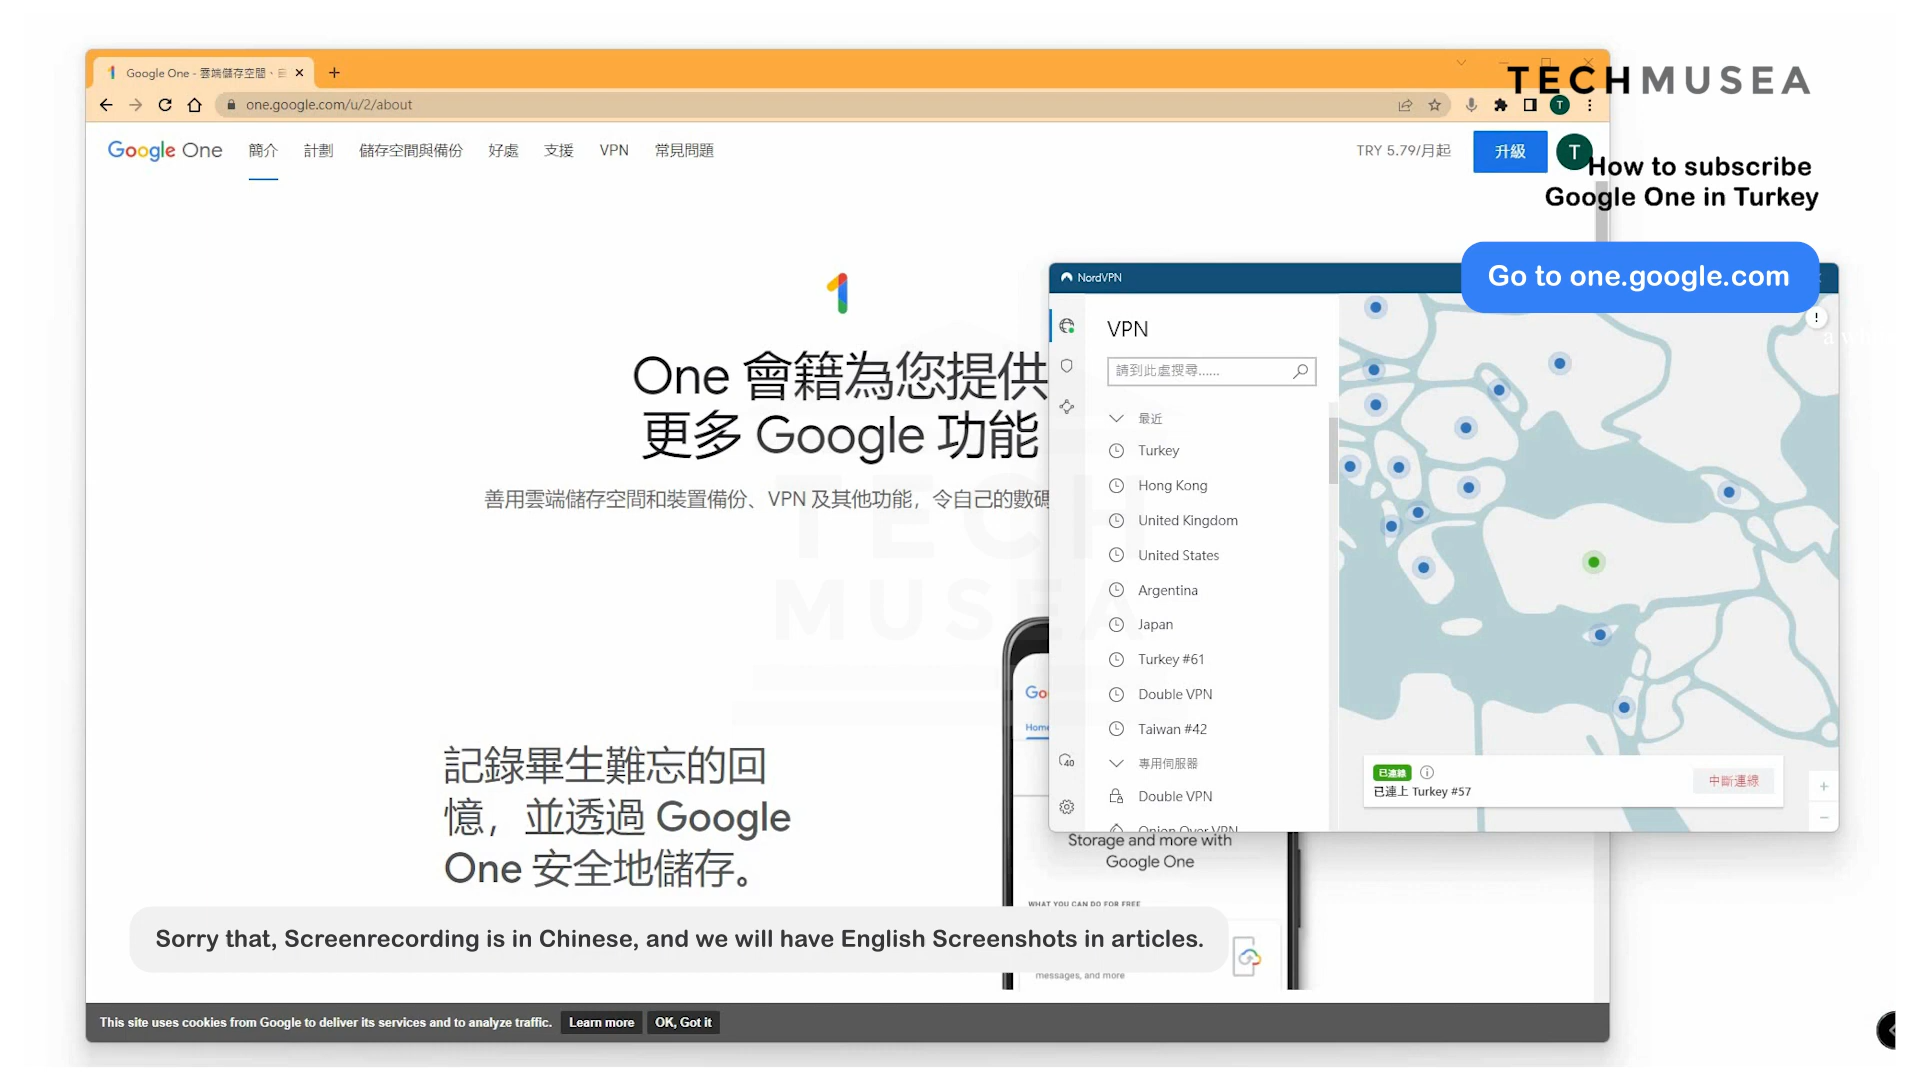 Google One - 雲端儲存空間、
TECHMUSEA
one.google.com/u/2/about
T
Google One
簡介
計劃
儲存空間與備份
好處
支援
VPN
常見問題
TRY 5.79/月起
升級
T
How to subscribe
Google One in Turkey
Go to one.google.com
One 會籍為您提供
更多 Google 功能
善用雲端儲存空間和裝置備份、VPN 及其他功能，令自己的數碼
TECH
MUSEA
NordVPN
VPN
請到此處搜尋......
最近
Turkey
Hong Kong
United Kingdom
United States
Argentina
Japan
Turkey #61
Double VPN
Taiwan #42
專用伺服器
Double VPN
Onion Over VPN
40
已連線
已連上 Turkey #57
中斷連線
記錄畢生難忘的回
憶，並透過 Google
One 安全地儲存。
Go
Home
Storage and more with
Google One
WHAT YOU CAN DO FOR FREE
messages, and more
Sorry that, Screenrecording is in Chinese, and we will have English Screenshots in articles.
This site uses cookies from Google to deliver its services and to analyze traffic.
Learn more
OK, Got it